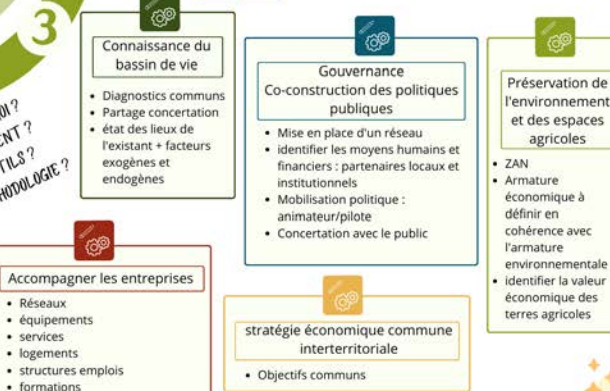 3
Connaissance du
bassin de vie
• Diagnostics communs
• Partage concertation
• état des lieux de
l'existant + facteurs
exogènes et
endogènes
Gouvernance
Co-construction des politiques
publiques
• Mise en place d'un réseau
• identifier les moyens humains et
financiers : partenaires locaux et
institutionnels
• Mobilisation politique :
animateur/pilote
• Concertation avec le public
Préservation de
l'environnement
et des espaces
agricoles
• ZAN
• Armature
économique à
définir en
cohérence avec
l'armature
environnementale
• identifier la valeur
économique des
terres agricoles
Accompagner les entreprises
• Réseaux
• équipements
• services
• logements
• structures emplois
• formations
stratégie économique commune
interterritoriale
• Objectifs communs